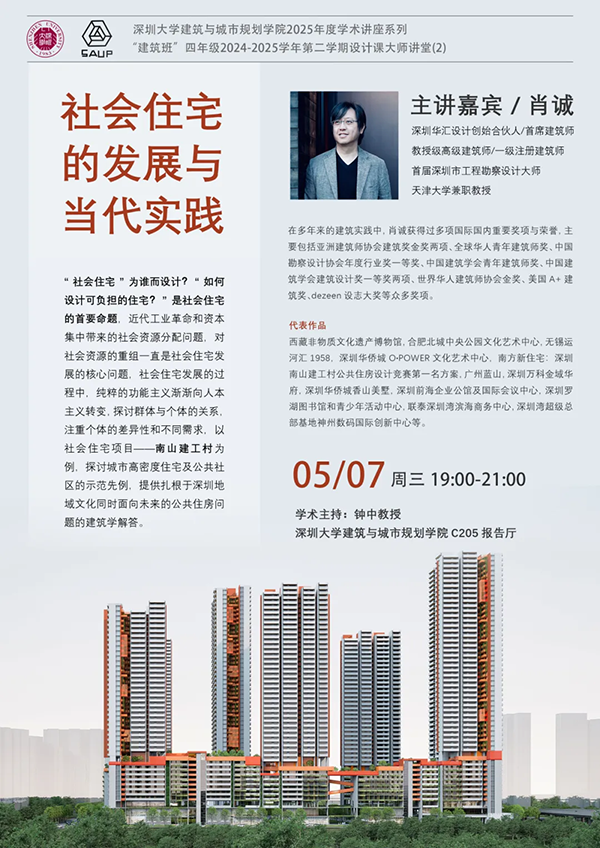 深圳大学建筑与城市规划学院2025年度学术讲座系列
“建筑班”四年级2024-2025学年第二学期设计课大师讲堂(2)
SAUP
社会住宅
的发展与
当代实践
主讲嘉宾 / 肖诚
深圳华汇设计创始合伙人/首席建筑师
教授级高级建筑师/一级注册建筑师
首届深圳市工程勘察设计大师
天津大学兼职教授
“社会住宅”为谁而设计？“如何
设计可负担的住宅？”是社会住宅
的首要命题，近代工业革命和资本
集中带来的社会资源分配问题，对
社会资源的重组一直是社会住宅发
展的核心问题，社会住宅发展的过
程中，纯粹的功能主义渐渐向人本
主义转变，探讨群体与个体的关系，
注重个体的差异性和不同需求，以
社会住宅项目——南山建工村为
例，探讨城市高密度住宅及公共社
区的示范先例，提供扎根于深圳地
域文化同时面向未来的公共住房问
题的建筑学解答。
在多年来的建筑实践中，肖诚获得过多项国际国内重要奖项与荣誉，主
要包括亚洲建筑师协会建筑奖金奖两项、全球华人青年建筑师奖、中国
勘察设计协会年度行业奖一等奖、中国建筑学会青年建筑师奖、中国建
筑学会建筑设计奖一等奖两项、世界华人建筑师协会金奖、美国 A+ 建
筑奖、dezeen 设志大奖等众多奖项。
代表作品
西藏非物质文化遗产博物馆，合肥北城中央公园文化艺术中心，无锡运
河汇 1958，深圳华侨城 O·POWER 文化艺术中心，南方新住宅：深圳
南山建工村公共住房设计竞赛第一名方案，广州蓝山，深圳万科金域华
府，深圳华侨城香山美墅，深圳前海企业公馆及国际会议中心，深圳罗
湖图书馆和青少年活动中心，联泰深圳湾滨海商务中心，深圳湾超级总
部基地神州数码国际创新中心等。
05/07 周三 19:00-21:00
学术主持：钟中教授
深圳大学建筑与城市规划学院 C205 报告厅